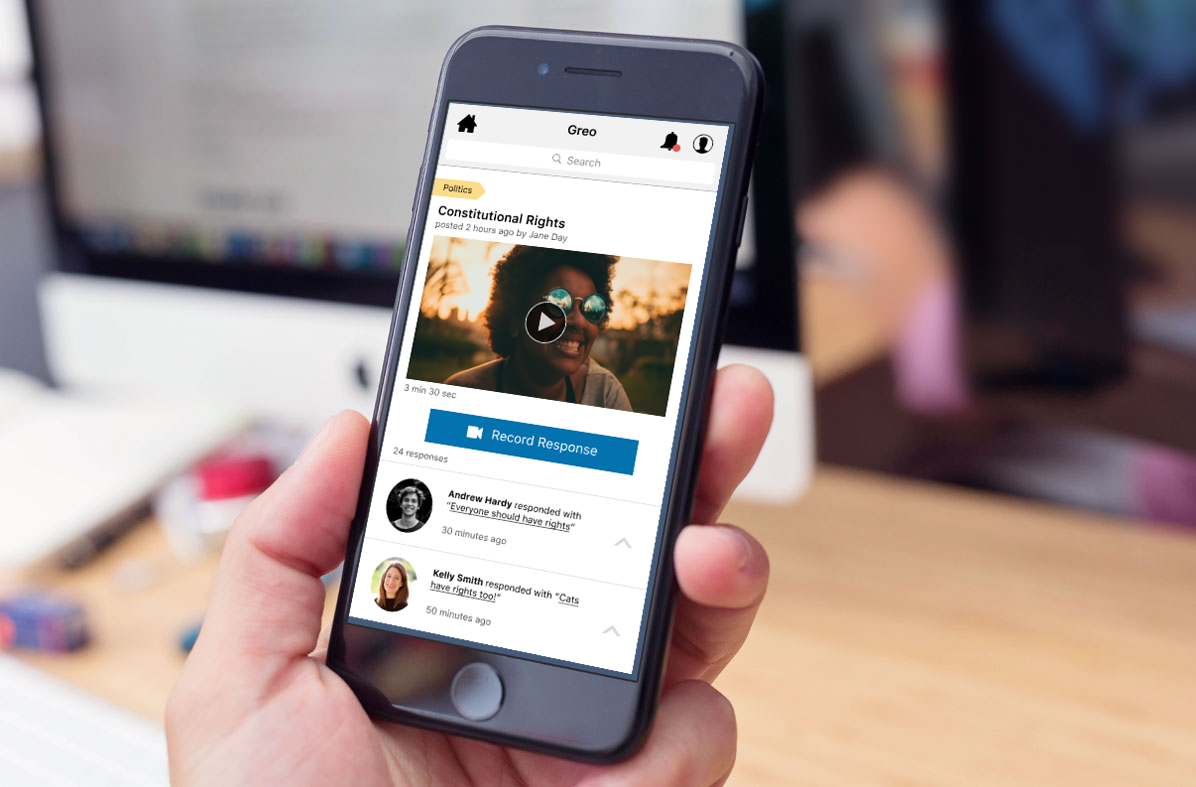 Greo
Search
Politics
Constitutional Rights
posted 2 hours ago by Jane Day
3 min 30 sec
Record Response
24 responses
Andrew Hardy responded with
“Everyone should have rights”
30 minutes ago
Kelly Smith responded with “Cats
have rights too!”
50 minutes ago